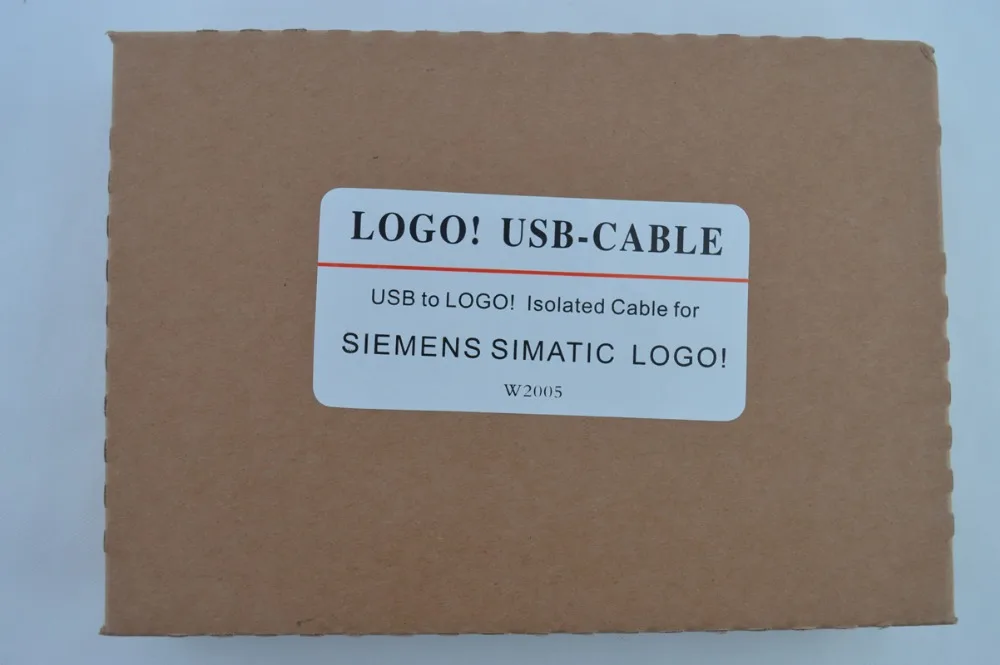 LOGO! USB-CABLE
USB to LOGO! Isolated Cable for
SIEMENS SIMATIC LOGO!
W2005